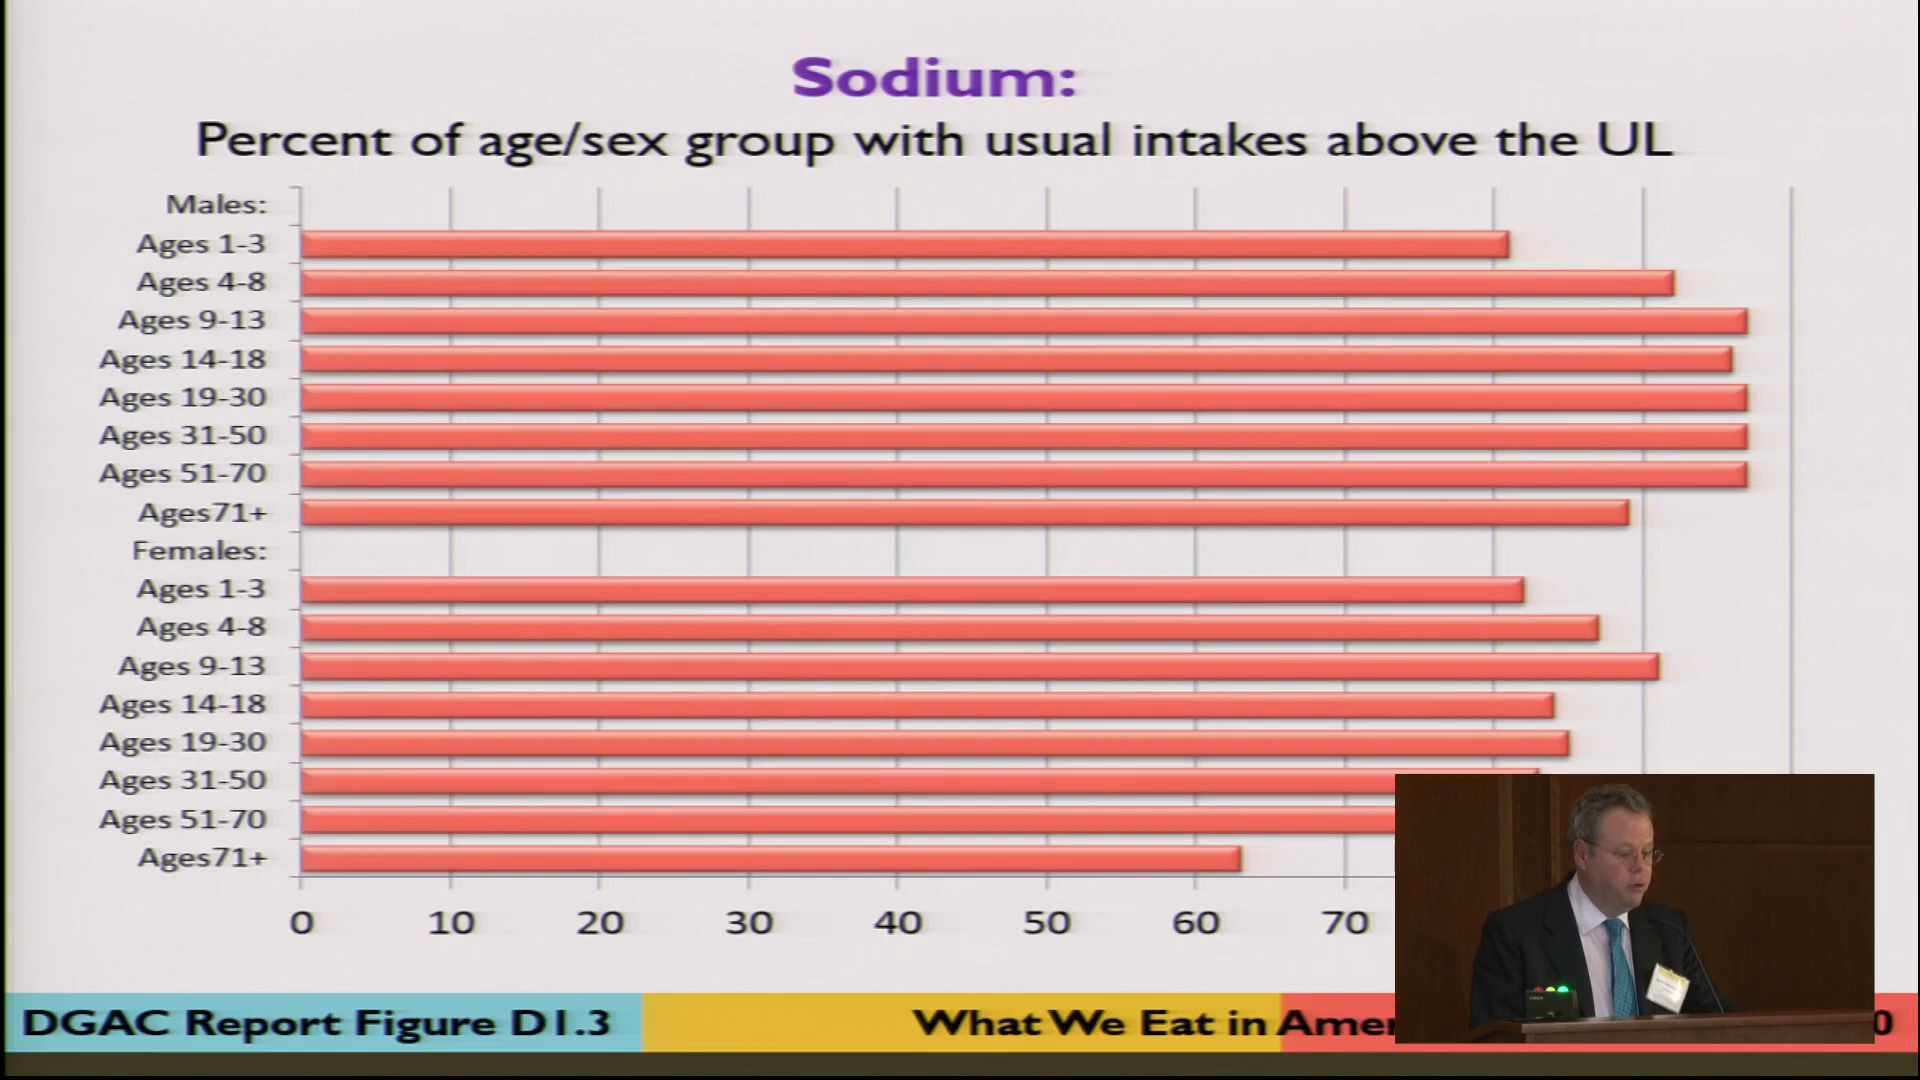 Sodium:
Percent of age/sex group with usual intakes above the UL
Males:
Ages 1-3
Ages 4-8
Ages 9-13
Ages 14-18
Ages 19-30
Ages 31-50
Ages 51-70
Ages71+
Females:
Ages 1-3
Ages 4-8
Ages 9-13
Ages 14-18
Ages 19-30
Ages 31-50
Ages 51-70
Ages71+
0 10 20 30 40 50 60 70
DGAC Report Figure D1.3
What We Eat in Amer
0